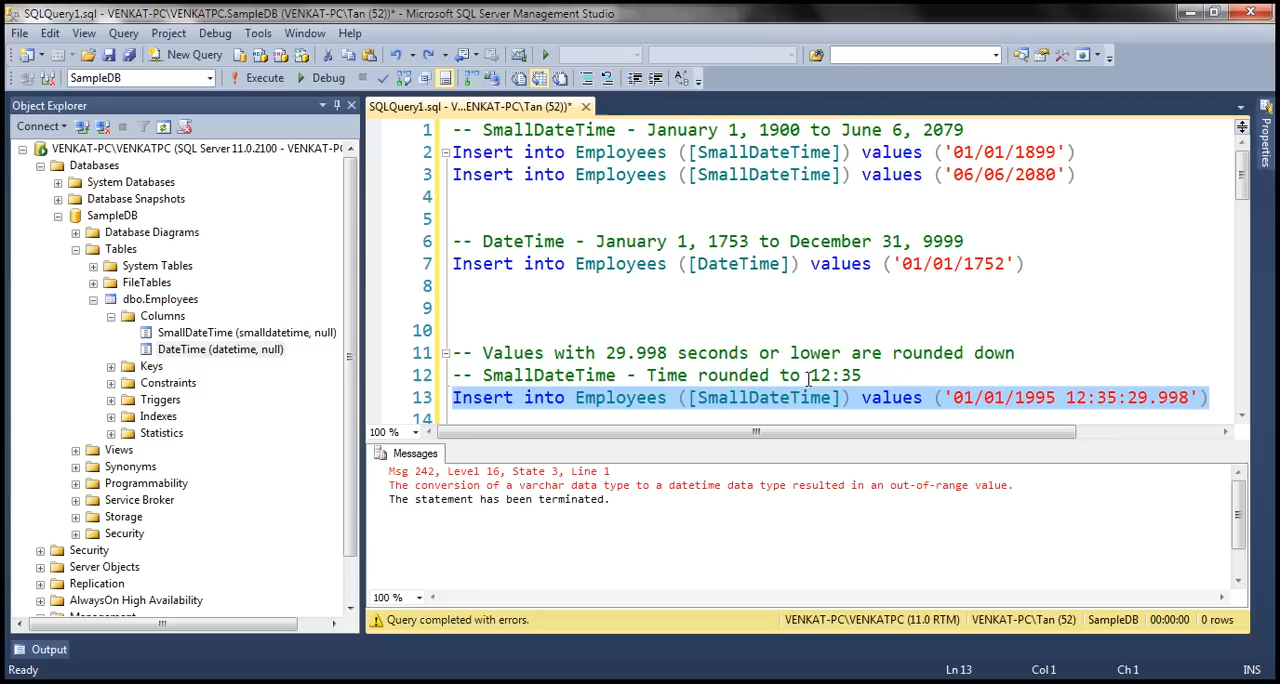 SQLQuery1.sql - VENKAT-PC\VENKATPC.SampleDB (VENKAT-PC\Tan (52))* - Microsoft SQL Server Management Studio
File Edit View Query Project Debug Tools Window Help
New Query
SampleDB Execute Debug
Object Explorer
Connect
VENKAT-PC\VENKATPC (SQL Server 11.0.2100 - VENKAT-PC
Databases
System Databases
Database Snapshots
SampleDB
Database Diagrams
Tables
System Tables
FileTables
dbo.Employees
Columns
SmallDateTime (smalldatetime, null)
DateTime (datetime, null)
Keys
Constraints
Triggers
Indexes
Statistics
Views
Synonyms
Programmability
Service Broker
Storage
Security
Security
Server Objects
Replication
AlwaysOn High Availability
Management
Output
SQLQuery1.sql - V...ENKAT-PC\Tan (52))*
1 -- SmallDateTime - January 1, 1900 to June 6, 2079
2 Insert into Employees ([SmallDateTime]) values ('01/01/1899')
3 Insert into Employees ([SmallDateTime]) values ('06/06/2080')
4
5
6 -- DateTime - January 1, 1753 to December 31, 9999
7 Insert into Employees ([DateTime]) values ('01/01/1752')
8
9
10
11 -- Values with 29.998 seconds or lower are rounded down
12 -- SmallDateTime - Time rounded to 12:35
13 Insert into Employees ([SmallDateTime]) values ('01/01/1995 12:35:29.998')
14
100 %
Messages
Msg 242, Level 16, State 3, Line 1
The conversion of a varchar data type to a datetime data type resulted in an out-of-range value.
The statement has been terminated.
100 %
Query completed with errors. VENKAT-PC\VENKATPC (11.0 RTM) VENKAT-PC\Tan (52) SampleDB 00:00:00 0 rows
Properties
Ready Ln 13 Col 1 Ch 1 INS